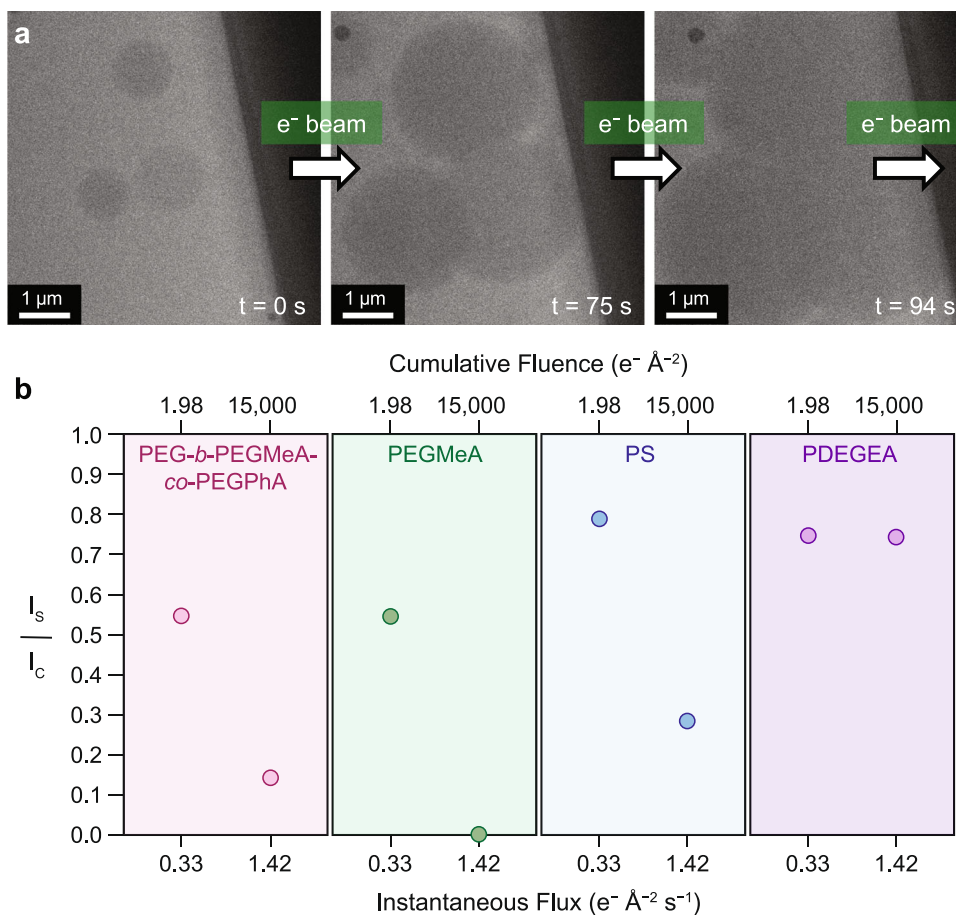 a
e⁻ beam
e⁻ beam
e⁻ beam
1 µm
t = 0 s
1 µm
t = 75 s
1 µm
t = 94 s
b
Cumulative Fluence (e⁻ Å⁻²)
1.98 15,000 1.98 15,000 1.98 15,000 1.98 15,000
PEG-b-PEGMeA-
co-PEGPhA
PEGMeA
PS
PDEGEA
1.0
0.9
0.8
0.7
0.6
0.5
0.4
0.3
0.2
0.1
0.0
I_S
I_C
0.33 1.42 0.33 1.42 0.33 1.42 0.33 1.42
Instantaneous Flux (e⁻ Å⁻² s⁻¹)